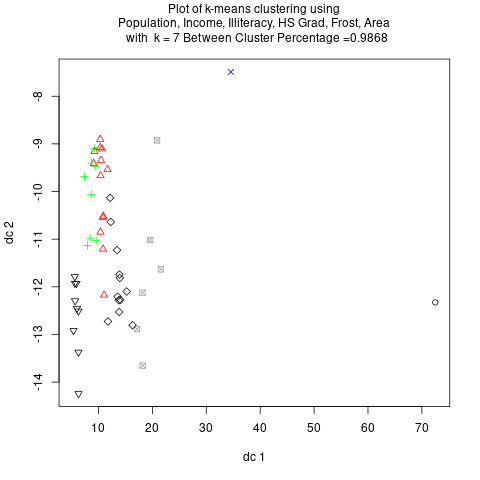 Plot of k-means clustering using
Population, Income, Illiteracy, HS Grad, Frost, Area
with  k = 7 Between Cluster Percentage =0.9868
dc 2
-8
-9
-10
-11
-12
-13
-14
10 20 30 40 50 60 70
dc 1